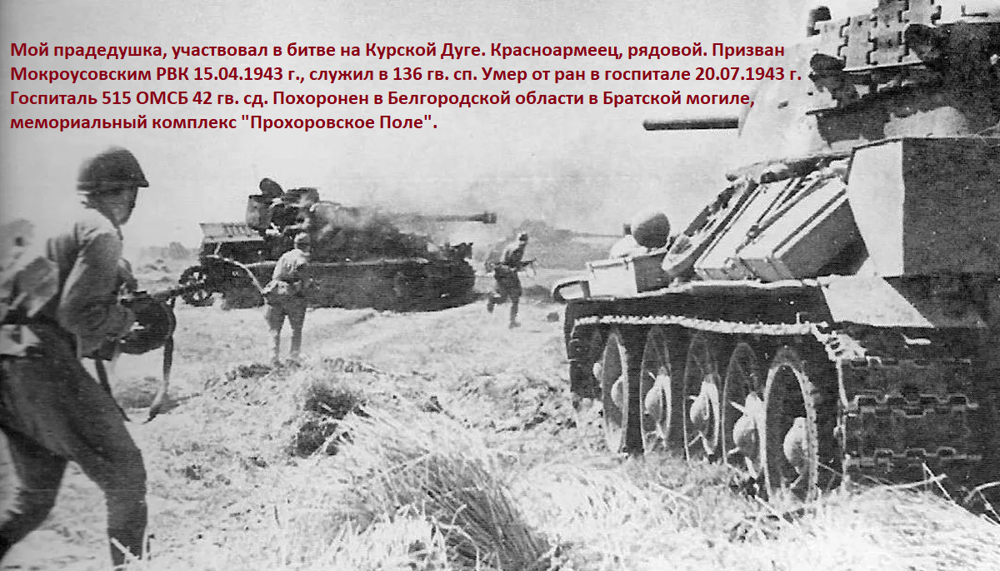 Мой прадедушка, участвовал в битве на Курской Дуге. Красноармеец, рядовой. Призван
Мокроусовским РВК 15.04.1943 г., служил в 136 гв. сп. Умер от ран в госпитале 20.07.1943 г.
Госпиталь 515 ОМСБ 42 гв. сд. Похоронен в Белгородской области в Братской могиле,
мемориальный комплекс "Прохоровское Поле".